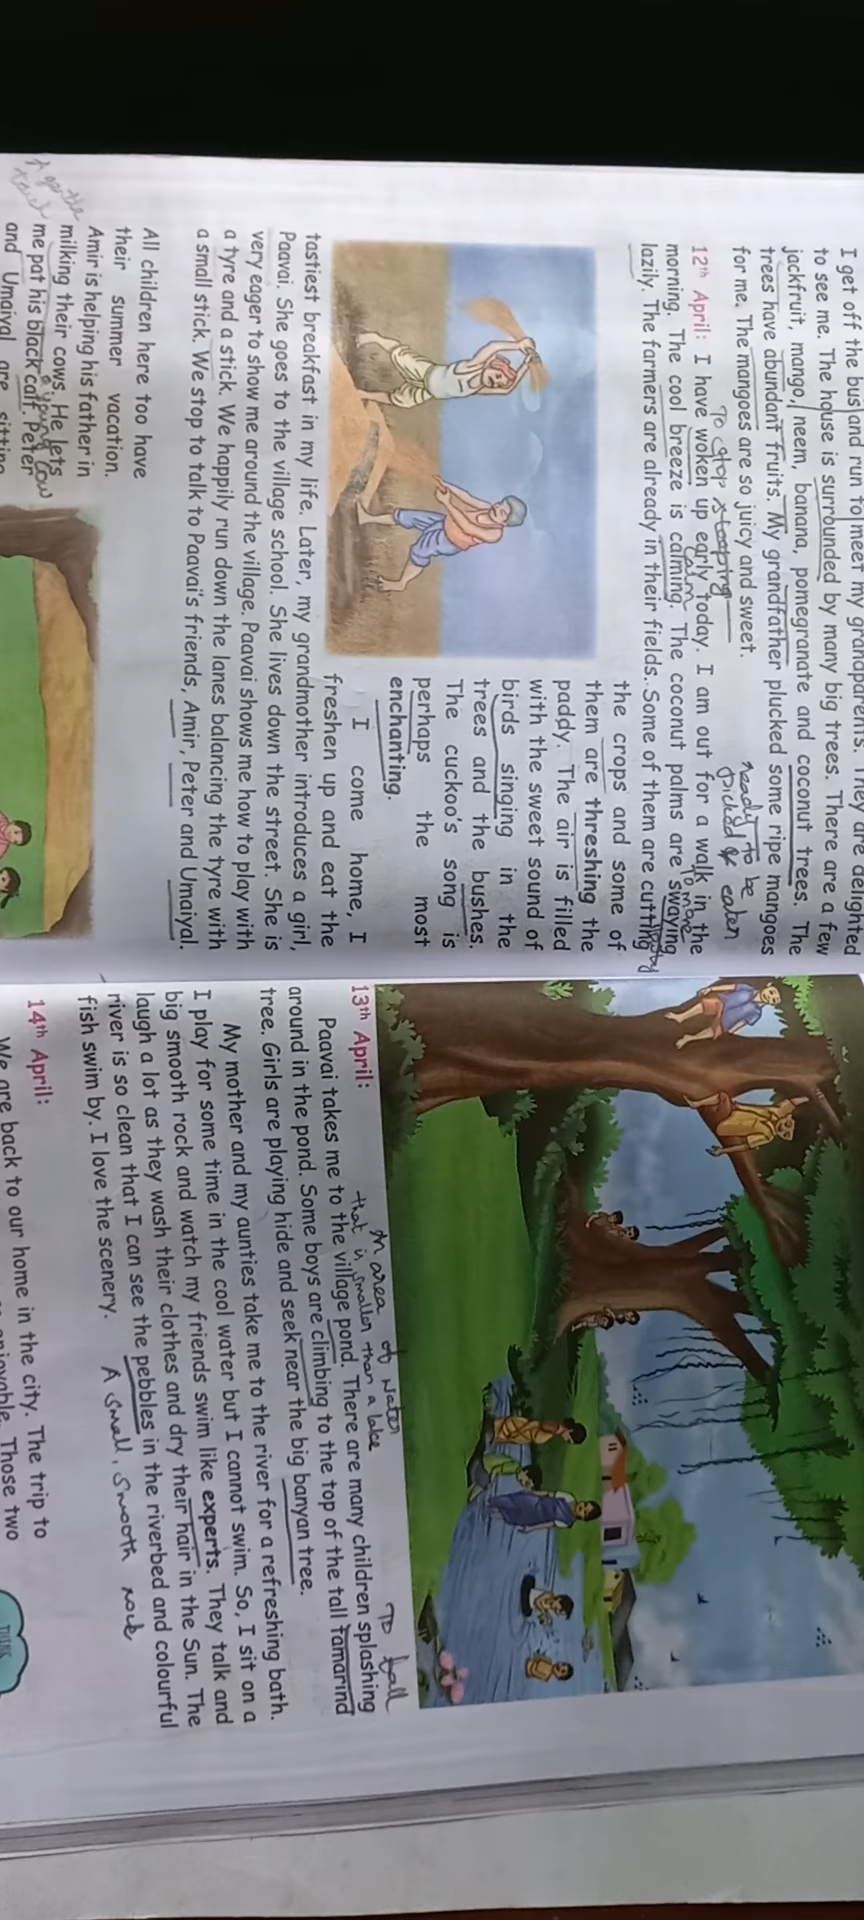 I get off the bus and run to meet my grandparents. They are delighted
to see me. The house is surrounded by many big trees. There are a few
jackfruit, mango, neem, banana, pomegranate and coconut trees. The
trees have abundant fruits. My grandfather plucked some ripe mangoes
for me. The mangoes are so juicy and sweet.
ready to be
picked & eaten
To stop sleeping
12th April: I have woken up early today. I am out for a walk in the
calm
To move
morning. The cool breeze is calming. The coconut palms are swaying
lazily. The farmers are already in their fields. Some of them are cutting
the crops and some of
them are threshing the
paddy. The air is filled
with the sweet sound of
birds singing in the
trees and the bushes.
The cuckoo's song is
perhaps the most
enchanting.
I come home, I
freshen up and eat the
tastiest breakfast in my life. Later, my grandmother introduces a girl,
Paavai. She goes to the village school. She lives down the street. She is
very eager to show me around the village. Paavai shows me how to play with
a tyre and a stick. We happily run down the lanes balancing the tyre with
a small stick. We stop to talk to Paavai's friends, Amir, Peter and Umaiyal.
All children here too have
their summer vacation.
Amir is helping his father in
milking their cows. He lets
a young cow
me pat his black calf. Peter
and Umaiyal are sitting
An area of water
that is smaller than a lake
To fall
13th April:
Paavai takes me to the village pond. There are many children splashing
around in the pond. Some boys are climbing to the top of the tall tamarind
tree. Girls are playing hide and seek near the big banyan tree.
My mother and my aunties take me to the river for a refreshing bath.
I play for some time in the cool water but I cannot swim. So, I sit on a
big smooth rock and watch my friends swim like experts. They talk and
laugh a lot as they wash their clothes and dry their hair in the Sun. The
river is so clean that I can see the pebbles in the riverbed and colourful
fish swim by. I love the scenery.
A small, smooth rock
14th April:
We are back to our home in the city. The trip to
Those two
THINK